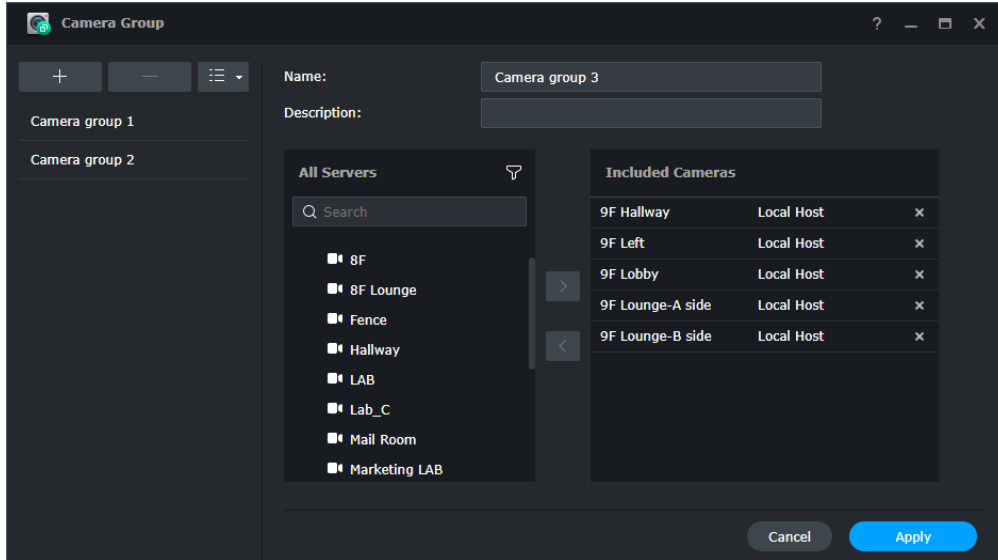 Camera Group
Camera group 1
Camera group 2
Name:
Camera group 3
Description:
All Servers
Search
8F
8F Lounge
Fence
Hallway
LAB
Lab_C
Mail Room
Marketing LAB
Included Cameras
9F Hallway Local Host
9F Left Local Host
9F Lobby Local Host
9F Lounge-A side Local Host
9F Lounge-B side Local Host
Cancel
Apply